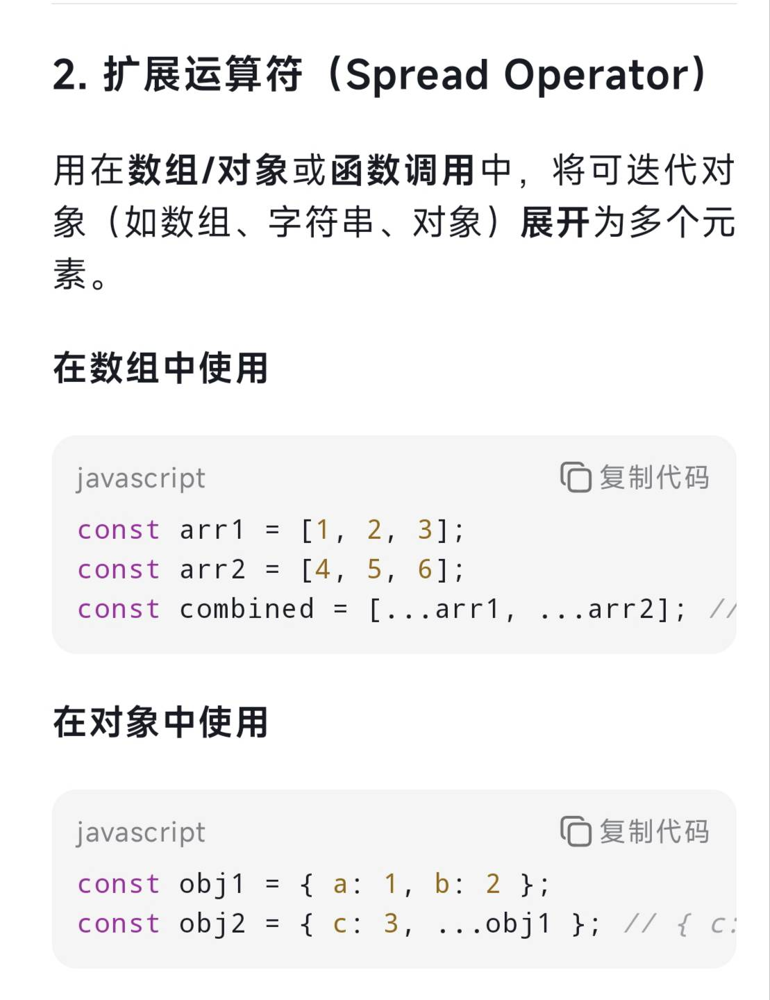 2. 扩展运算符（Spread Operator）
用在数组/对象或函数调用中，将可迭代对
象（如数组、字符串、对象）展开为多个元
素。
在数组中使用
javascript 复制代码
const arr1 = [1, 2, 3];
const arr2 = [4, 5, 6];
const combined = [...arr1, ...arr2]; //
在对象中使用
javascript 复制代码
const obj1 = { a: 1, b: 2 };
const obj2 = { c: 3, ...obj1 }; // { c: